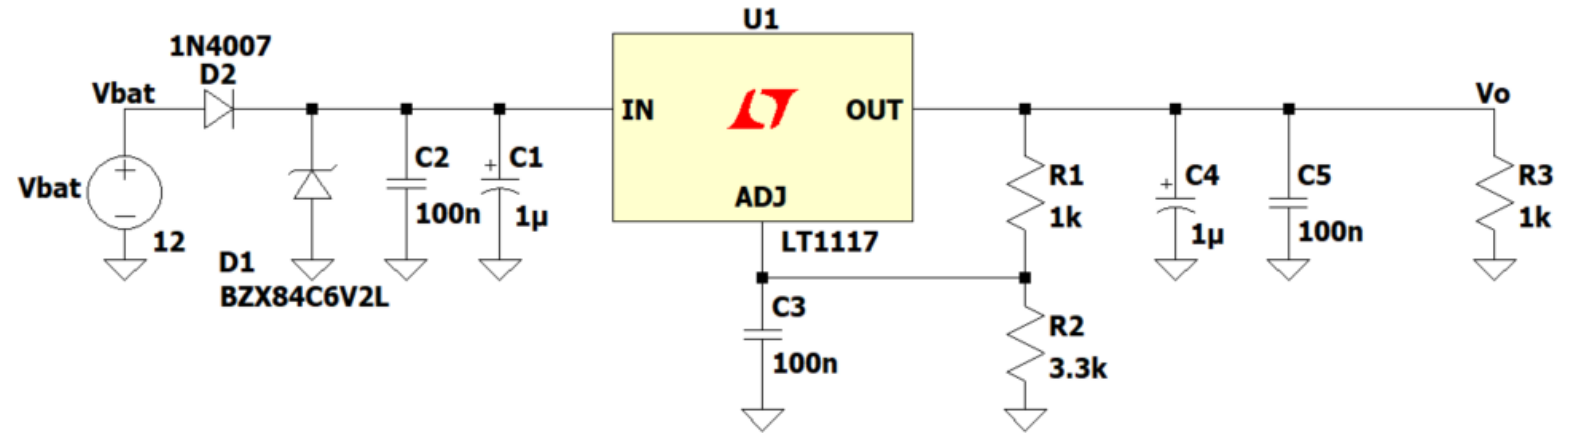 U1
1N4007
D2
Vbat
IN
OUT
Vo
Vbat
12
D1
BZX84C6V2L
C2
100n
C1
1µ
ADJ
LT1117
R1
1k
C4
1µ
C5
100n
R3
1k
C3
100n
R2
3.3k